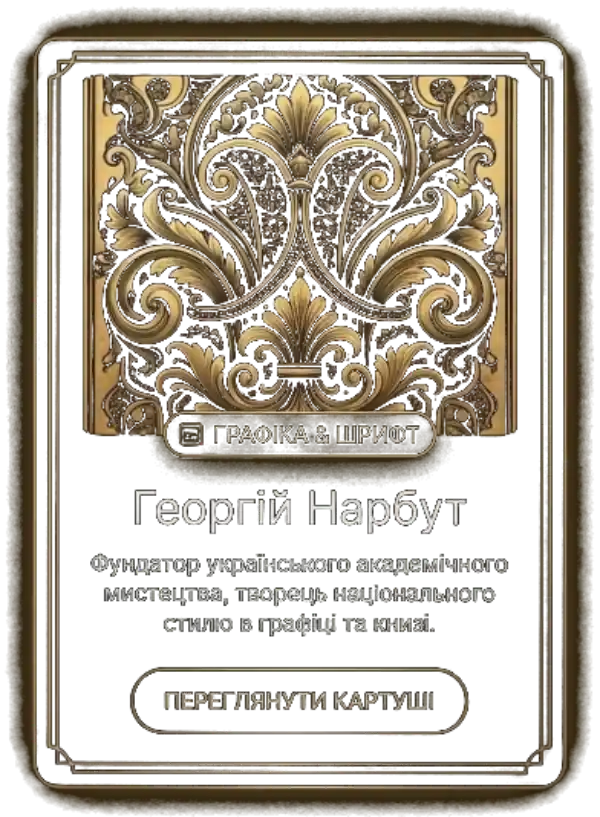 ГРАФІКА & ШРИФТ
Георгій Нарбут
Фундатор українського академічного
мистецтва, творець національного
стилю в графіці та книзі.
ПЕРЕГЛЯНУТИ КАРТУШІ